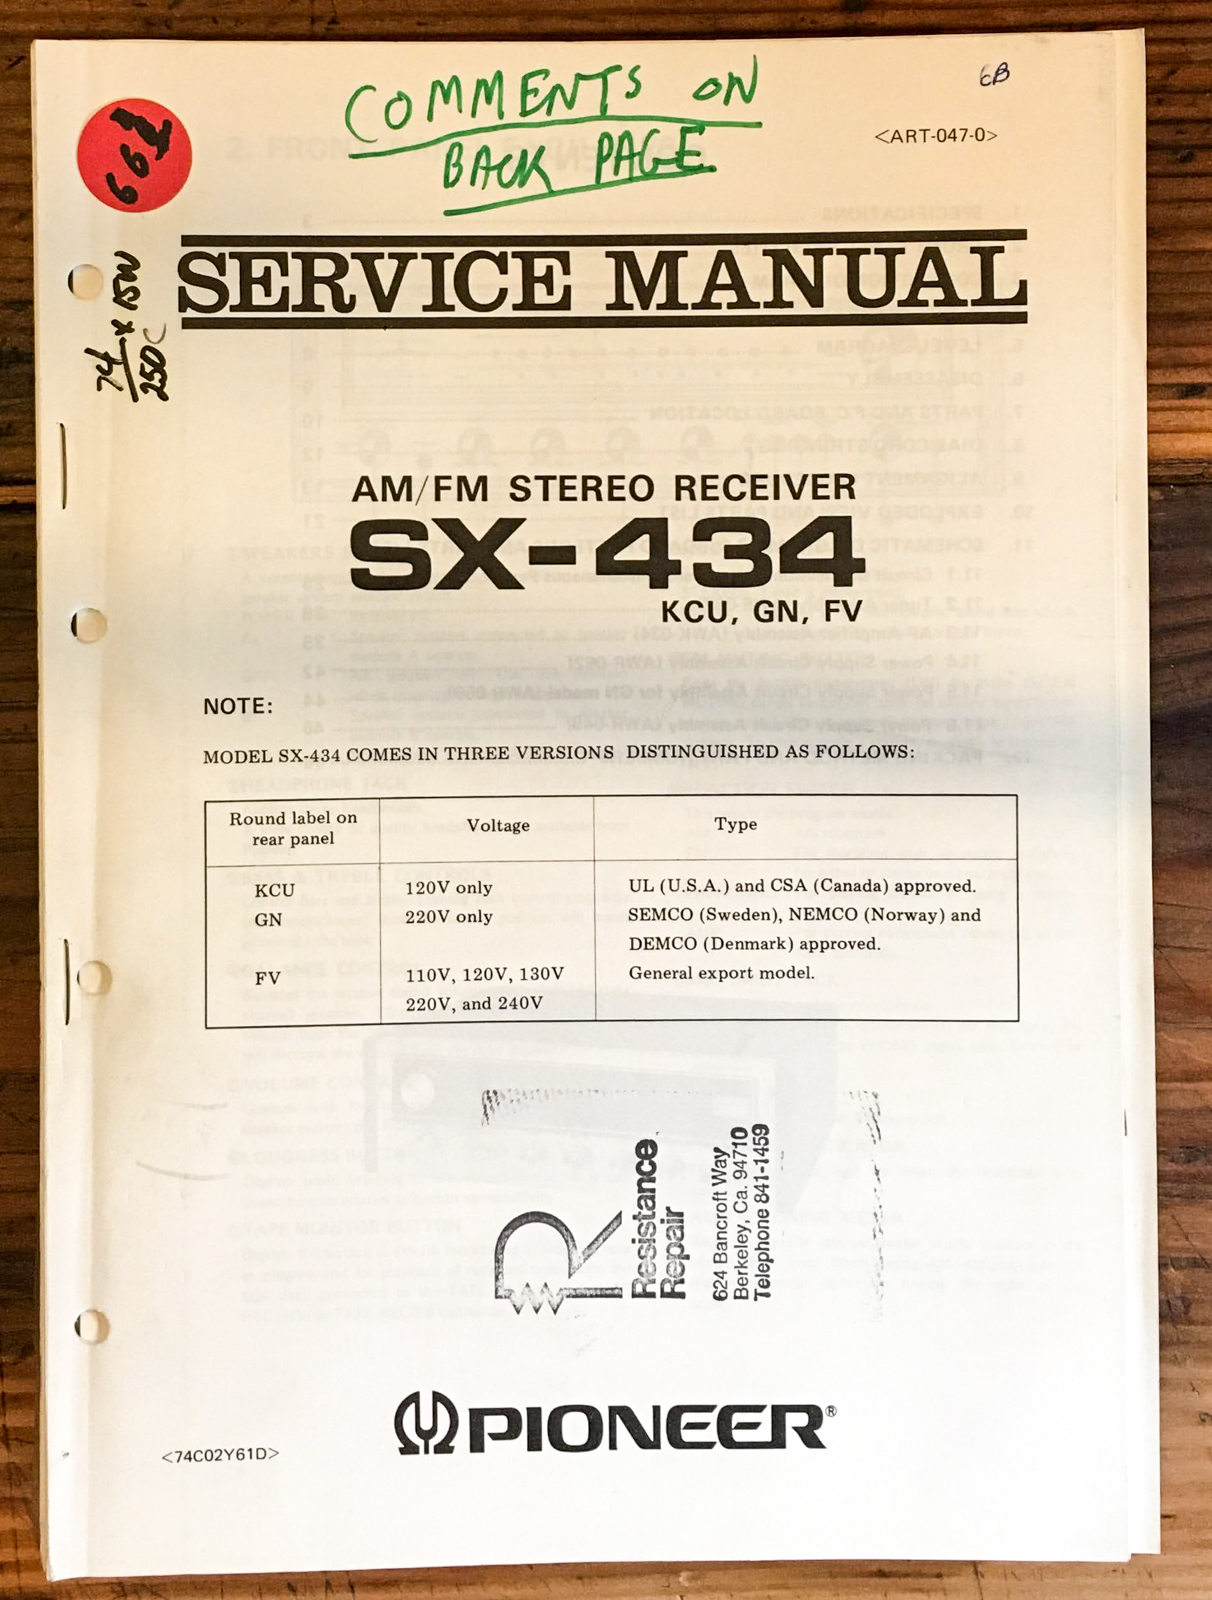 COMMENTS ON
BACK PAGE
6B
<ART-047-0>
661
74 x 15W
250
SERVICE MANUAL
AM/FM STEREO RECEIVER
SX-434
KCU, GN, FV
NOTE:
MODEL SX-434 COMES IN THREE VERSIONS DISTINGUISHED AS FOLLOWS:
Round label on
rear panel
Voltage
Type
KCU 120V only UL (U.S.A.) and CSA (Canada) approved.
GN 220V only SEMCO (Sweden), NEMCO (Norway) and
DEMCO (Denmark) approved.
FV 110V, 120V, 130V General export model.
220V, and 240V
Resistance
Repair
624 Bancroft Way
Berkeley, Ca. 94710
Telephone 841-1459
PIONEER®
<74C02Y61D>